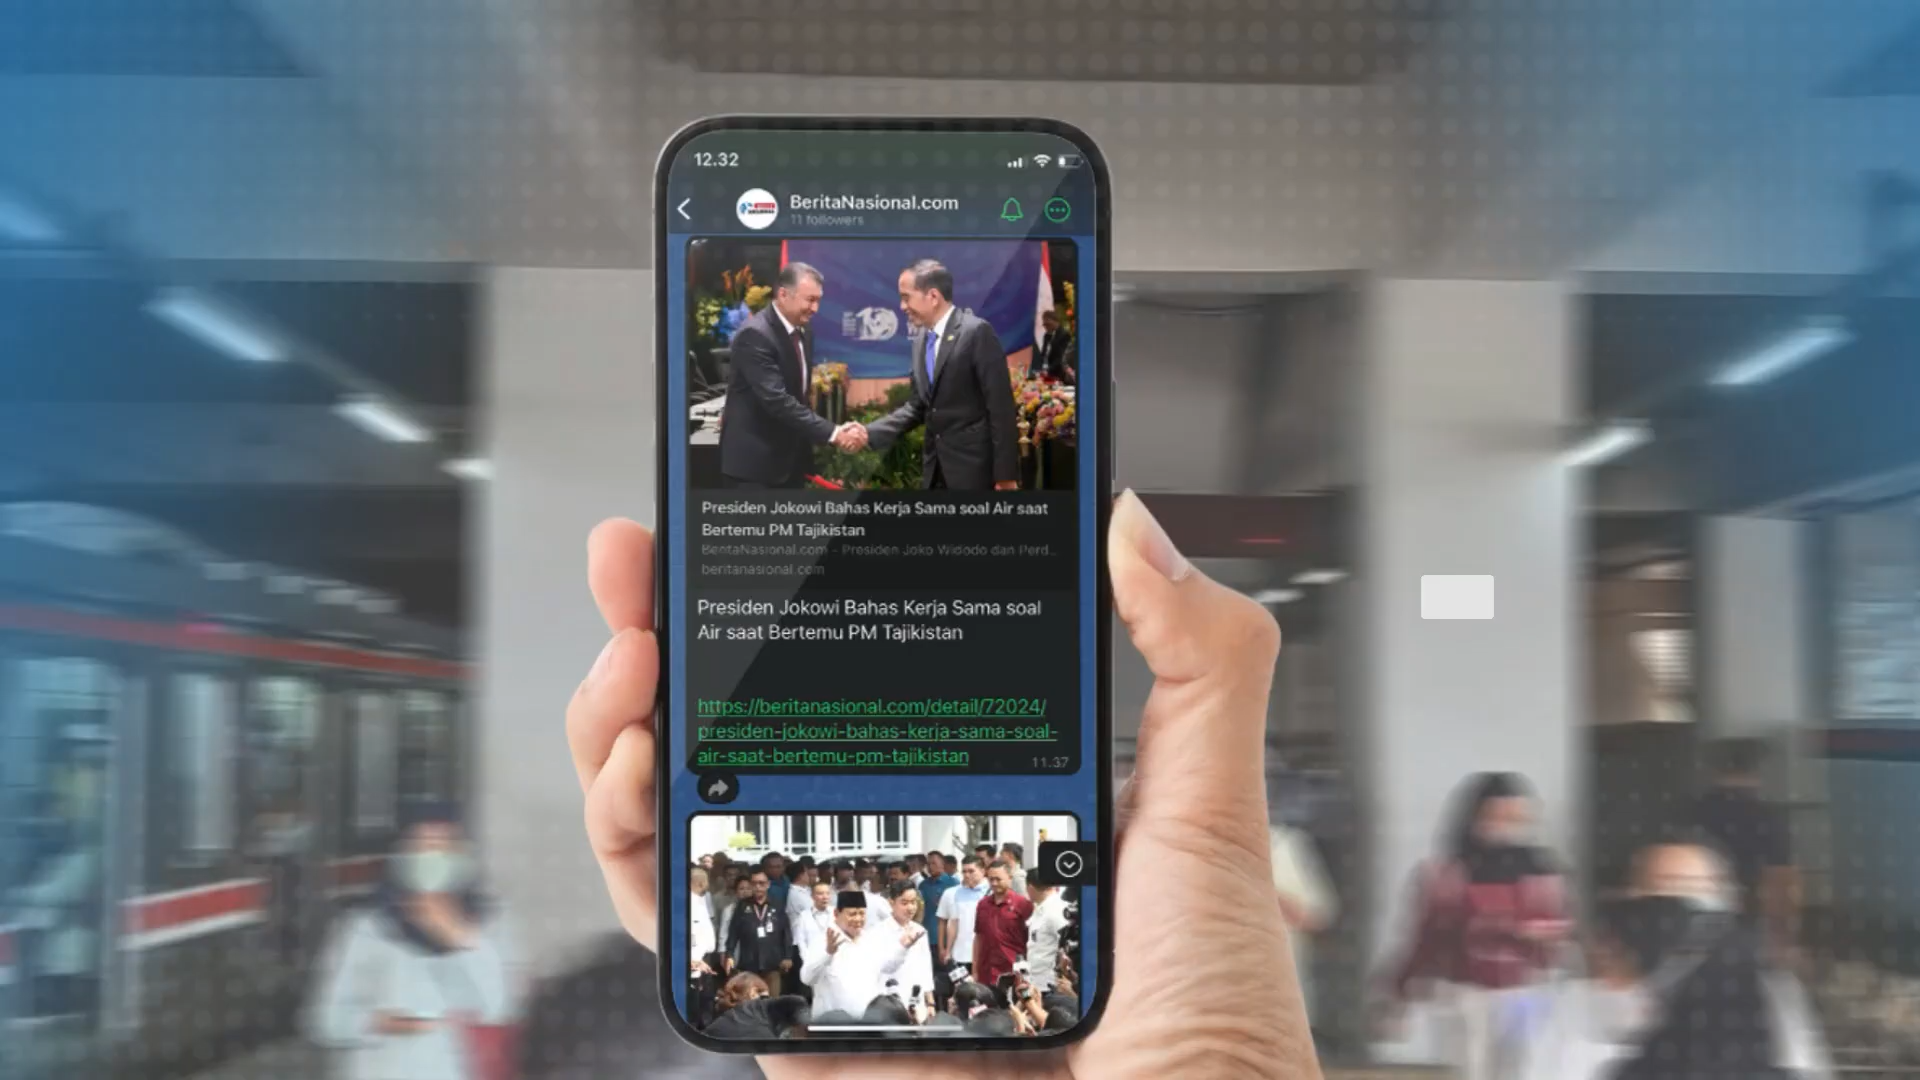 12.32
BeritaNasional.com
11 followers
10
Presiden Jokowi Bahas Kerja Sama soal Air saat
Bertemu PM Tajikistan
BeritaNasional.com - Presiden Joko Widodo dan Perd...
beritanasional.com
Presiden Jokowi Bahas Kerja Sama soal
Air saat Bertemu PM Tajikistan
https://beritanasional.com/detail/72024/
presiden-jokowi-bahas-kerja-sama-soal-
air-saat-bertemu-pm-tajikistan
11.37